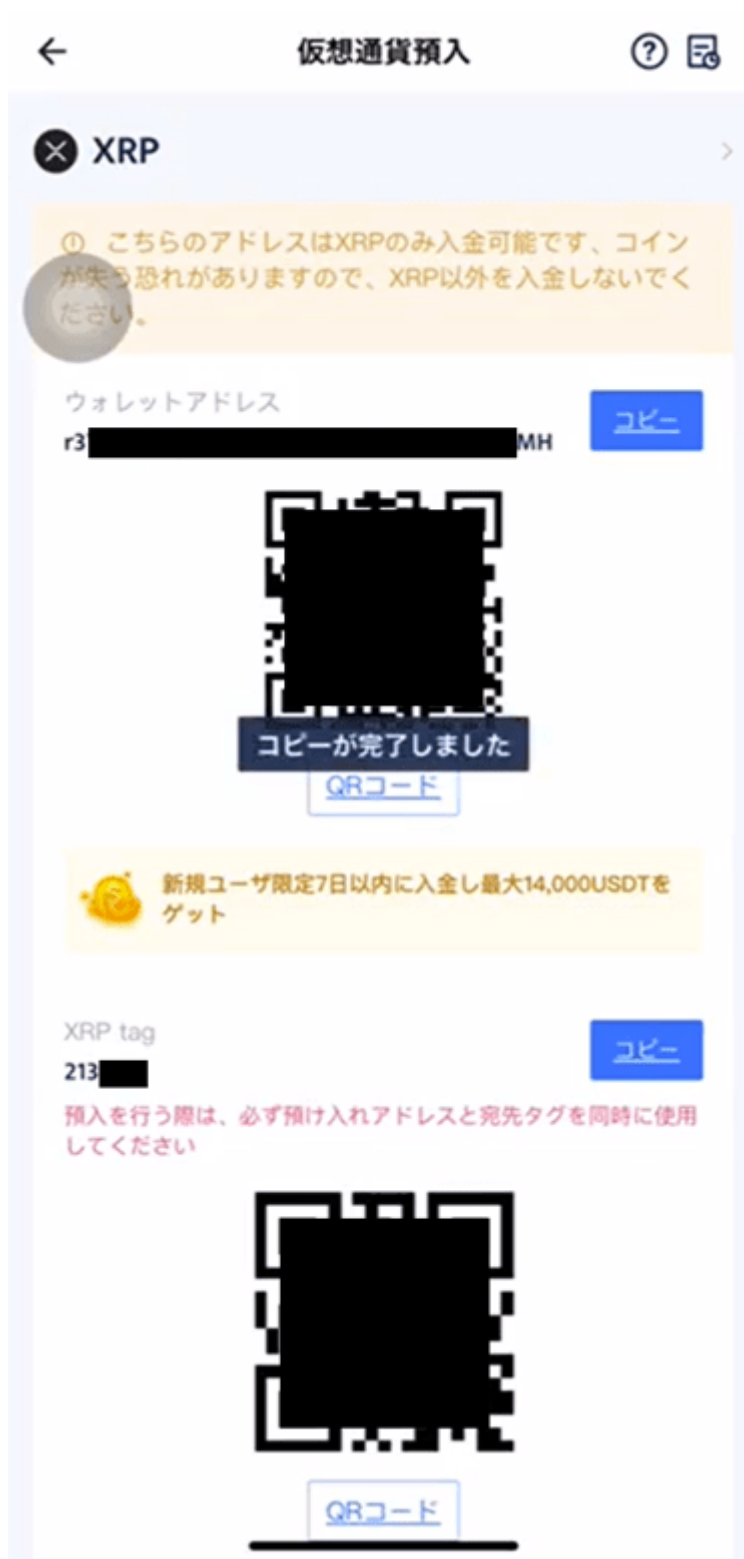 仮想通貨預入
XRP
こちらのアドレスはXRPのみ入金可能です、コイン
が失う恐れがありますので、XRP以外を入金しないでく
ださい。
ウォレットアドレス
コピー
r3
MH
コピーが完了しました
QRコード
新規ユーザ限定7日以内に入金し最大14,000USDTを
ゲット
XRP tag
コピー
213
預入を行う際は、必ず預け入れアドレスと宛先タグを同時に使用
してください
QRコード